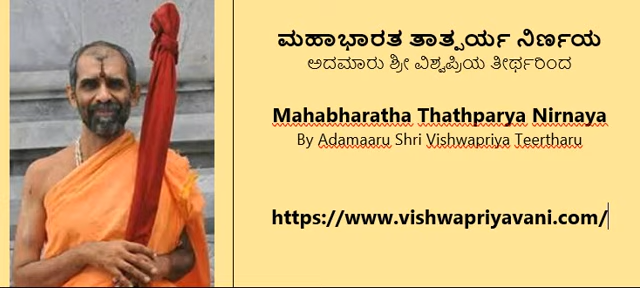 ಮಹಾಭಾರತ ತಾತ್ಪರ್ಯ ನಿರ್ಣಯ
ಅದಮಾರು ಶ್ರೀ ವಿಶ್ವಪ್ರಿಯ ತೀರ್ಥರಿಂದ
Mahabharatha Thathparya Nirnaya
By Adamaaru Shri Vishwapriya Teertharu
https://www.vishwapriyavani.com/